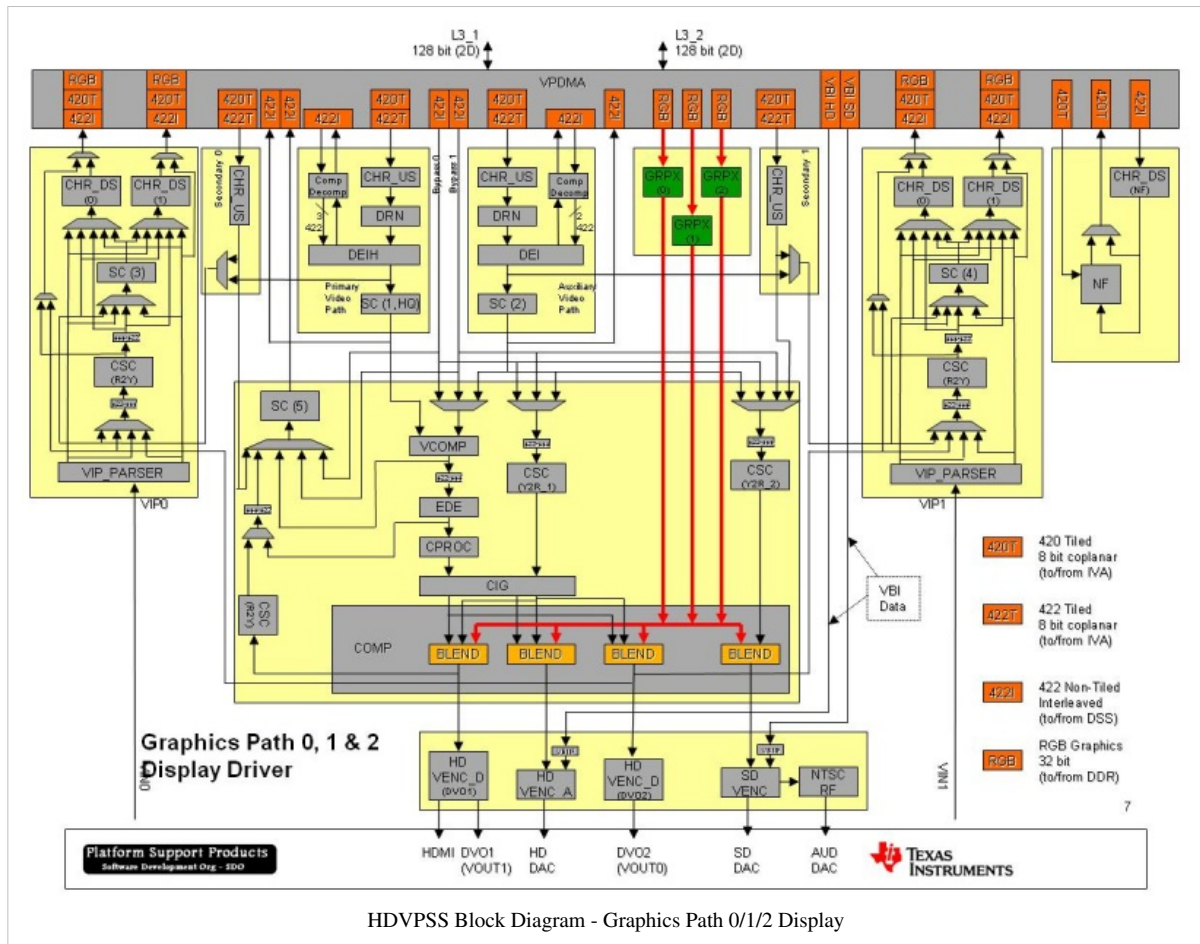 L3_1
128 bit (2D)
L3_2
128 bit (2D)
VPDMA
RGB
420T
422I
RGB
420T
422I
420T
422T
422I
422I
422I
420T
422T
422I
422I
420T
422T
422I
422I
RGB
RGB
RGB
420T
422T
VBI HD
VBI SD
RGB
420T
422I
RGB
420T
422I
420T
420T
422I
CHR_DS
(0)
CHR_DS
(1)
Secondary 0
CHR_US
Comp
Decomp
CHR_US
3
422
DRN
DEIH
Primary
Video
Path
SC (1,HQ)
Bypass0
Bypass 1
CHR_US
Comp
Decomp
2
422
DRN
DEI
SC (2)
Auxiliary
Video
Path
GRPX
(0)
GRPX
(1)
GRPX
(2)
Secondary 1
CHR_US
CHR_DS
(0)
CHR_DS
(1)
CHR_DS
(NF)
NF
SC (3)
CSC
(R2Y)
VIP_PARSER
VIP0
SC (4)
CSC
(R2Y)
VIP_PARSER
VIP1
SC (5)
VCOMP
EDE
CPROC
CIG
CSC
(Y2R_1)
CSC
(Y2R_2)
CSC
(R2Y)
COMP
BLEND
BLEND
BLEND
BLEND
VBI
Data
420T
420 Tiled
8 bit coplanar
(to/from IVA)
422T
422 Tiled
8 bit coplanar
(to/from IVA)
422I
422 Non-Tiled
Interleaved
(to/from DSS)
RGB
RGB Graphics
32 bit
(to/from DDR)
7
Graphics Path 0, 1 & 2
Display Driver
VIN1
HD
VENC_D
(DVO1)
HD
VENC_A
HD
VENC_D
(DVO2)
SD
VENC
NTSC
RF
Platform Support Products
Software Development Org - SDO
HDMI
DVO1
(VOUT1)
HD
DAC
DVO2
(VOUT0)
SD
DAC
AUD
DAC
TEXAS
INSTRUMENTS
HDVPSS Block Diagram - Graphics Path 0/1/2 Display